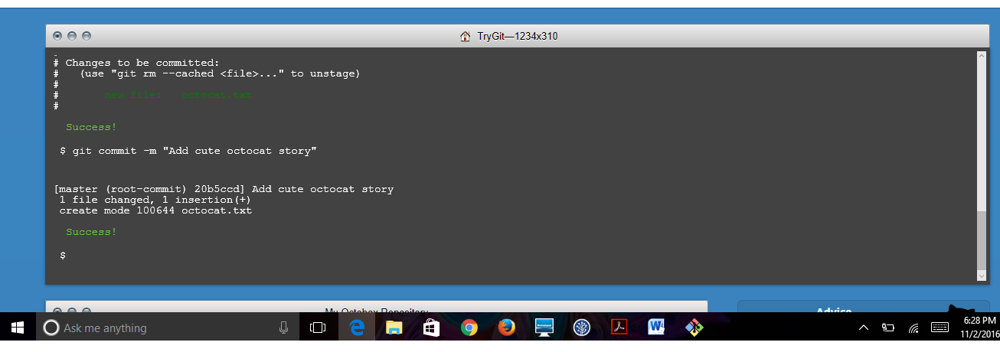 TryGit—1234x310
# Changes to be committed:
#   (use "git rm --cached <file>..." to unstage)
#
#       new file:   octocat.txt
#
Success!
$ git commit -m "Add cute octocat story"
[master (root-commit) 20b5ccd] Add cute octocat story
1 file changed, 1 insertion(+)
create mode 100644 octocat.txt
Success!
$
My Octobox Repository
Advice
Ask me anything
6:28 PM
11/2/2016